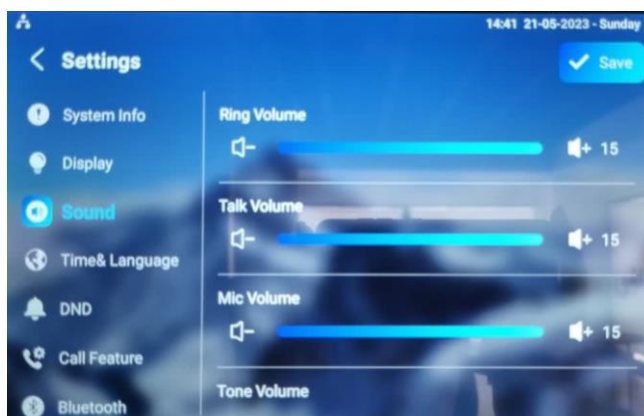 14:41 21-05-2023 - Sunday
Settings
Save
System Info
Display
Sound
Time& Language
DND
Call Feature
Bluetooth
Ring Volume
15
Talk Volume
15
Mic Volume
15
Tone Volume